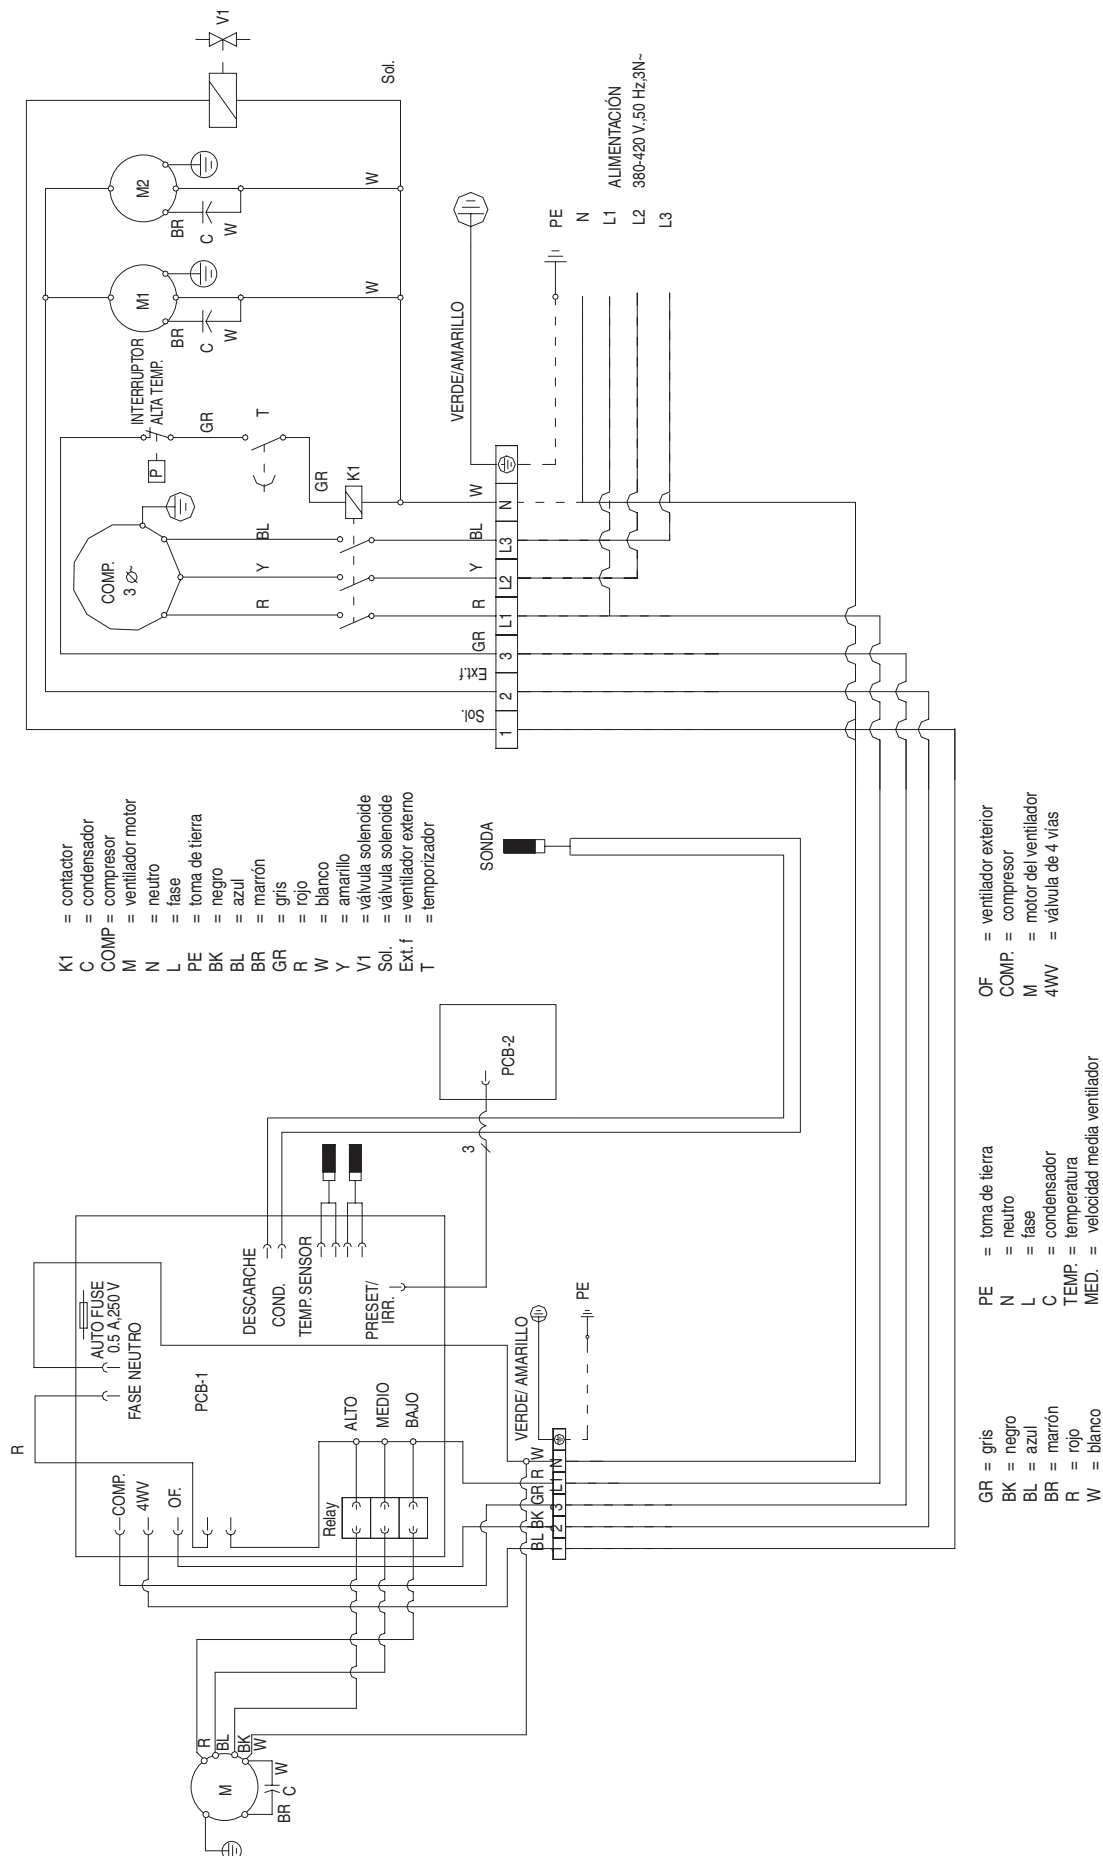 R
COMP.
4WV
OF.
FASE NEUTRO
AUTO FUSE
0.5 A,250 V
PCB-1
DESCARCHE
COND.
TEMP. SENSOR
PRESET/
IRR.
ALTO
MEDIO
BAJO
Relay
3
PCB-2
SONDA
R
BL
BK
W
M
BR
C
W
BL BK GR R W
1 2 3 L1 N
VERDE/ AMARILLO
PE
K1 = contactor
C = condensador
COMP = compresor
M = ventilador motor
N = neutro
L = fase
PE = toma de tierra
BK = negro
BL = azul
BR = marrón
GR = gris
R = rojo
W = blanco
Y = amarillo
V1 = válvula solenoide
Sol. = válvula solenoide
Ext. f = ventilador externo
T = temporizador
V1
Sol.
M2
BR
C
W
W
M1
BR
C
W
W
INTERRUPTOR
ALTA TEMP.
P
GR
T
GR
K1
COMP.
3 Ø~
R
Y
BL
Sol.
Ext.f
GR
R
Y
BL
W
1 2 3 L1 L2 L3 N
VERDE/AMARILLO
PE
N
L1
L2
L3
ALIMENTACIÓN
380-420 V.,50 Hz,3N~
GR = gris
BK = negro
BL = azul
BR = marrón
R = rojo
W = blanco
PE = toma de tierra
N = neutro
L = fase
C = condensador
TEMP. = temperatura
MED. = velocidad media ventilador
OF = ventilador exterior
COMP. = compresor
M = motor del ventilador
4WV = válvula de 4 vías